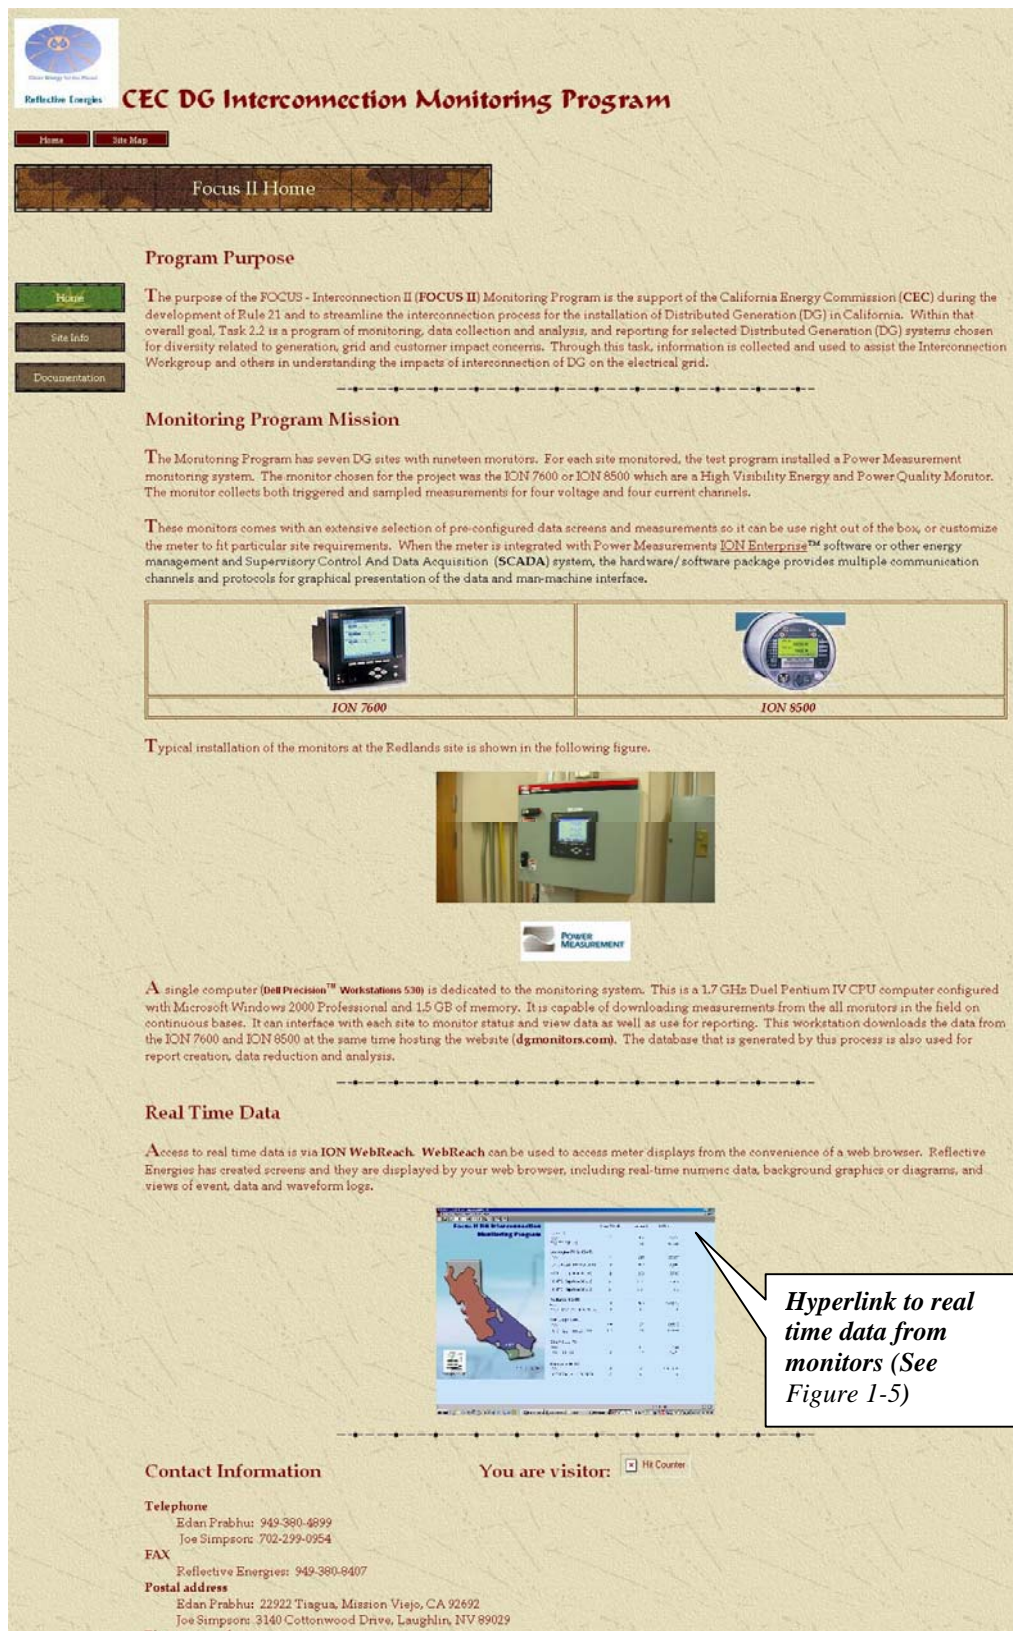 Reflective Energies
CEC DG Interconnection Monitoring Program
Home
Site Map
Focus II Home
Home
Site Info
Documentation
Program Purpose
The purpose of the FOCUS - Interconnection II (FOCUS II) Monitoring Program is the support of the California Energy Commission (CEC) during the
development of Rule 21 and to streamline the interconnection process for the installation of Distributed Generation (DG) in California. Within that
overall goal, Task 2.2 is a program of monitoring, data collection and analysis, and reporting for selected Distributed Generation (DG) systems chosen
for diversity related to generation, grid and customer impact concerns. Through this task, information is collected and used to assist the Interconnection
Workgroup and others in understanding the impacts of interconnection of DG on the electrical grid.
Monitoring Program Mission
The Monitoring Program has seven DG sites with nineteen monitors. For each site monitored, the test program installed a Power Measurement
monitoring system. The monitor chosen for the project was the ION 7600 or ION 8500 which are a High Visibility Energy and Power Quality Monitor.
The monitor collects both triggered and sampled measurements for four voltage and four current channels.
These monitors comes with an extensive selection of pre-configured data screens and measurements so it can be use right out of the box, or customize
the meter to fit particular site requirements. When the meter is integrated with Power Measurements ION Enterprise™ software or other energy
management and Supervisory Control And Data Acquisition (SCADA) system, the hardware/software package provides multiple communication
channels and protocols for graphical presentation of the data and man-machine interface.
ION 7600
ION 8500
Typical installation of the monitors at the Redlands site is shown in the following figure.
POWER
MEASUREMENT
A single computer (Dell Precision™ Workstations 530) is dedicated to the monitoring system. This is a 1.7 GHz Duel Pentium IV CPU computer configured
with Microsoft Windows 2000 Professional and 1.5 GB of memory. It is capable of downloading measurements from the all monitors in the field on
continuous bases. It can interface with each site to monitor status and view data as well as use for reporting. This workstation downloads the data from
the ION 7600 and ION 8500 at the same time hosting the website (dgmonitors.com). The database that is generated by this process is also used for
report creation, data reduction and analysis.
Real Time Data
Access to real time data is via ION WebReach. WebReach can be used to access meter displays from the convenience of a web browser. Reflective
Energies has created screens and they are displayed by your web browser, including real-time numeric data, background graphics or diagrams, and
views of event, data and waveform logs.
Focus II DG Interconnection
Monitoring Program
Hyperlink to real
time data from
monitors (See
Figure 1-5)
Contact Information
You are visitor:
Hit Counter
Telephone
Edan Prabhu: 949-380-4899
Joe Simpson: 702-299-0954
FAX
Reflective Energies: 949-380-8407
Postal address
Edan Prabhu: 22922 Tiagua, Mission Viejo, CA 92692
Joe Simpson: 3140 Cottonwood Drive, Laughlin, NV 89029